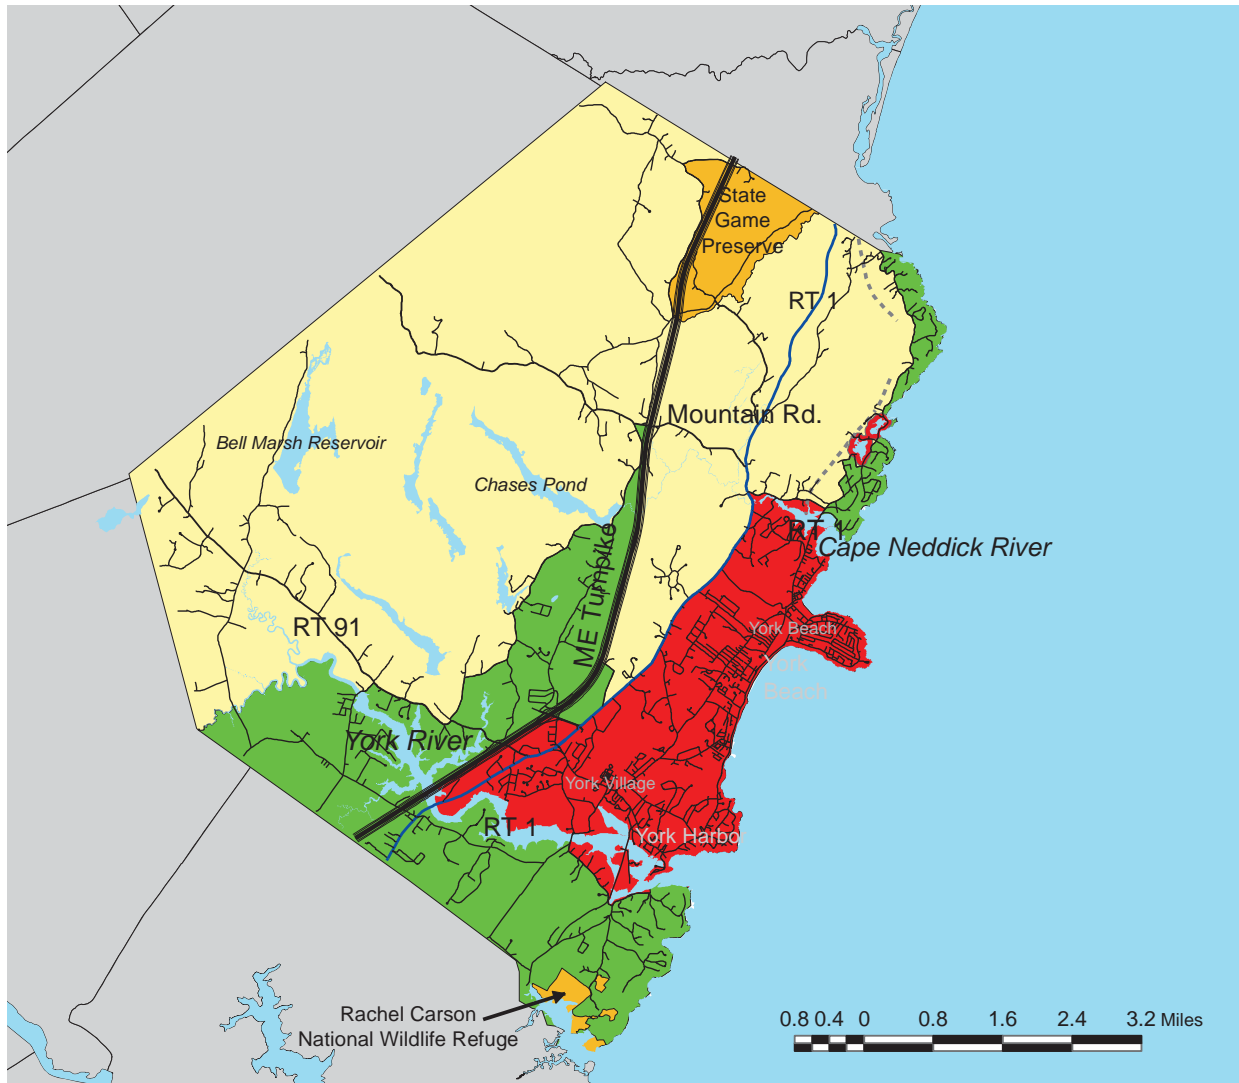 State
Game
Preserve
RT 1
Mountain Rd.
Bell Marsh Reservoir
Chases Pond
RT 1
Cape Neddick River
ME Turnpike
RT 91
York Beach
York
Beach
York River
York Village
RT 1
York Harbo
Rachel Carson
National Wildlife Refuge
0.8 0.4 0 0.8 1.6 2.4 3.2 Miles